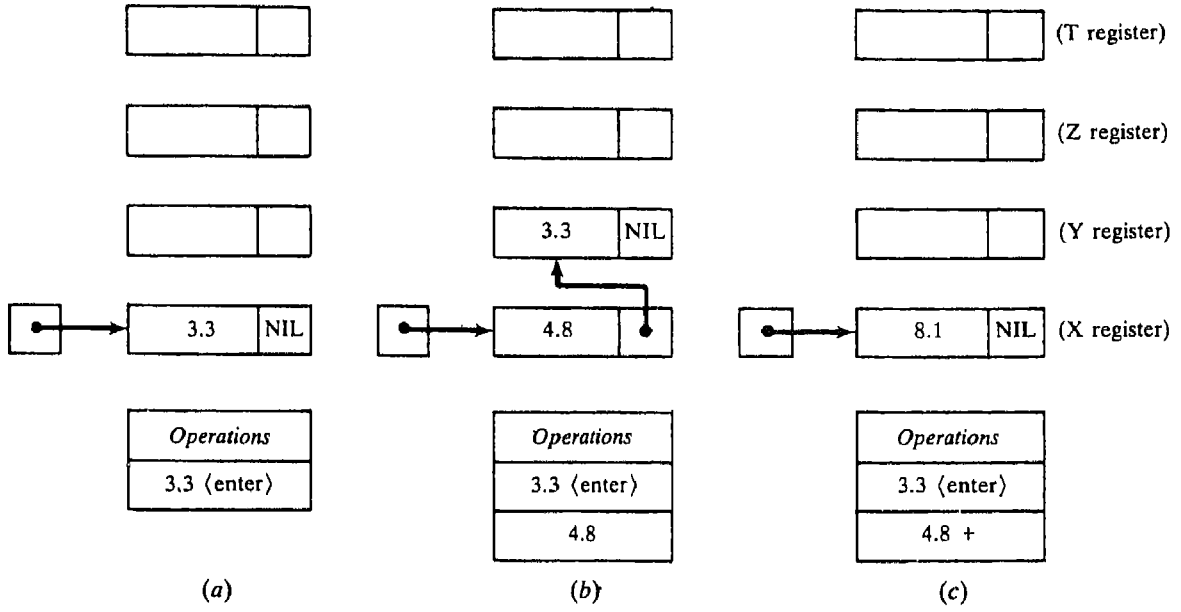 (T register)
(Z register)
3.3 NIL (Y register)
3.3 NIL 4.8 8.1 NIL (X register)
Operations Operations Operations
3.3 ⟨enter⟩ 3.3 ⟨enter⟩ 3.3 ⟨enter⟩
4.8 4.8 +
(a) (b) (c)